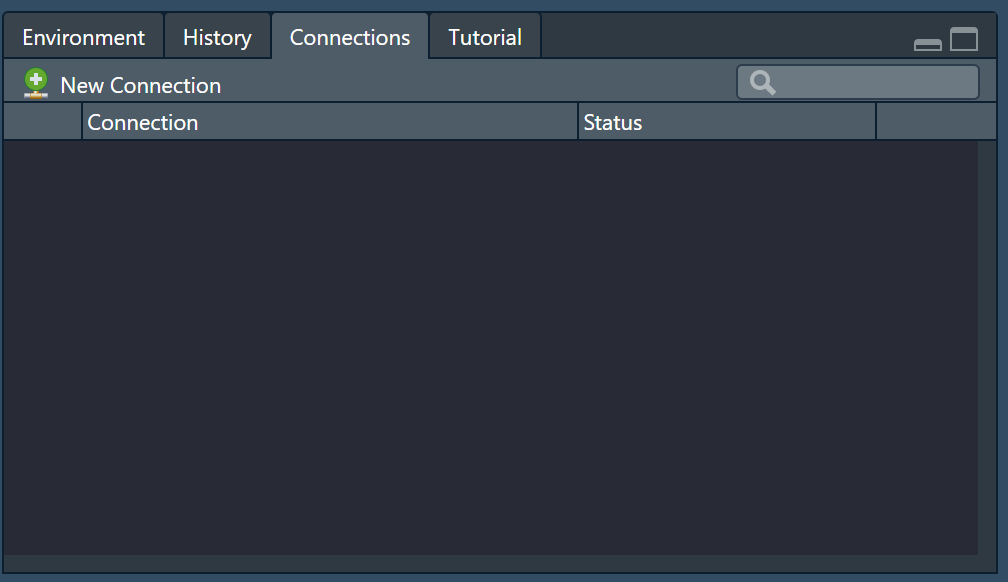 Environment History Connections Tutorial
New Connection
Connection Status